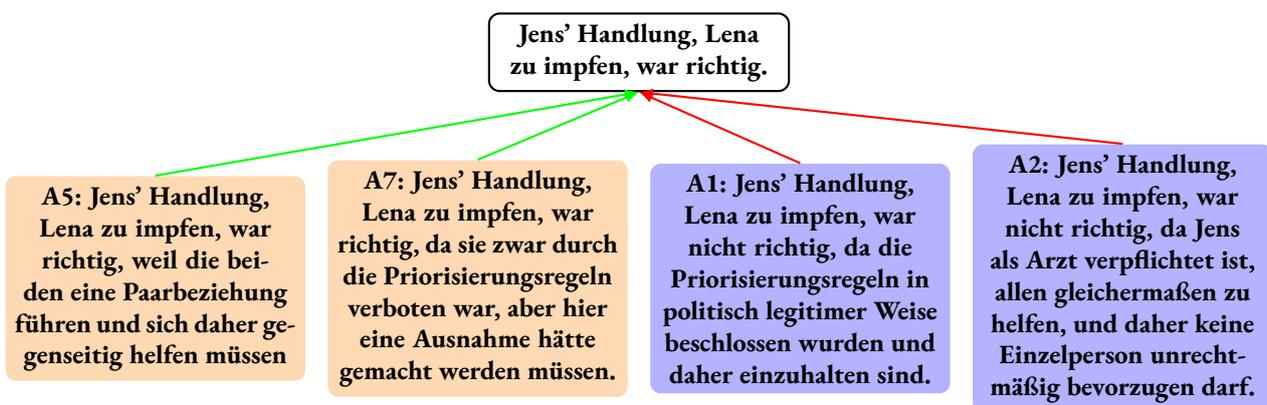 Jens’ Handlung, Lena
zu impfen, war richtig.
A5: Jens’ Handlung,
Lena zu impfen, war
richtig, weil die bei-
den eine Paarbeziehung
führen und sich daher ge-
genseitig helfen müssen
A7: Jens’ Handlung,
Lena zu impfen, war
richtig, da sie zwar durch
die Priorisierungsregeln
verboten war, aber hier
eine Ausnahme hätte
gemacht werden müssen.
A1: Jens’ Handlung,
Lena zu impfen, war
nicht richtig, da die
Priorisierungsregeln in
politisch legitimer Weise
beschlossen wurden und
daher einzuhalten sind.
A2: Jens’ Handlung,
Lena zu impfen, war
nicht richtig, da Jens
als Arzt verpflichtet ist,
allen gleichermaßen zu
helfen, und daher keine
Einzelperson unrecht-
mäßig bevorzugen darf.